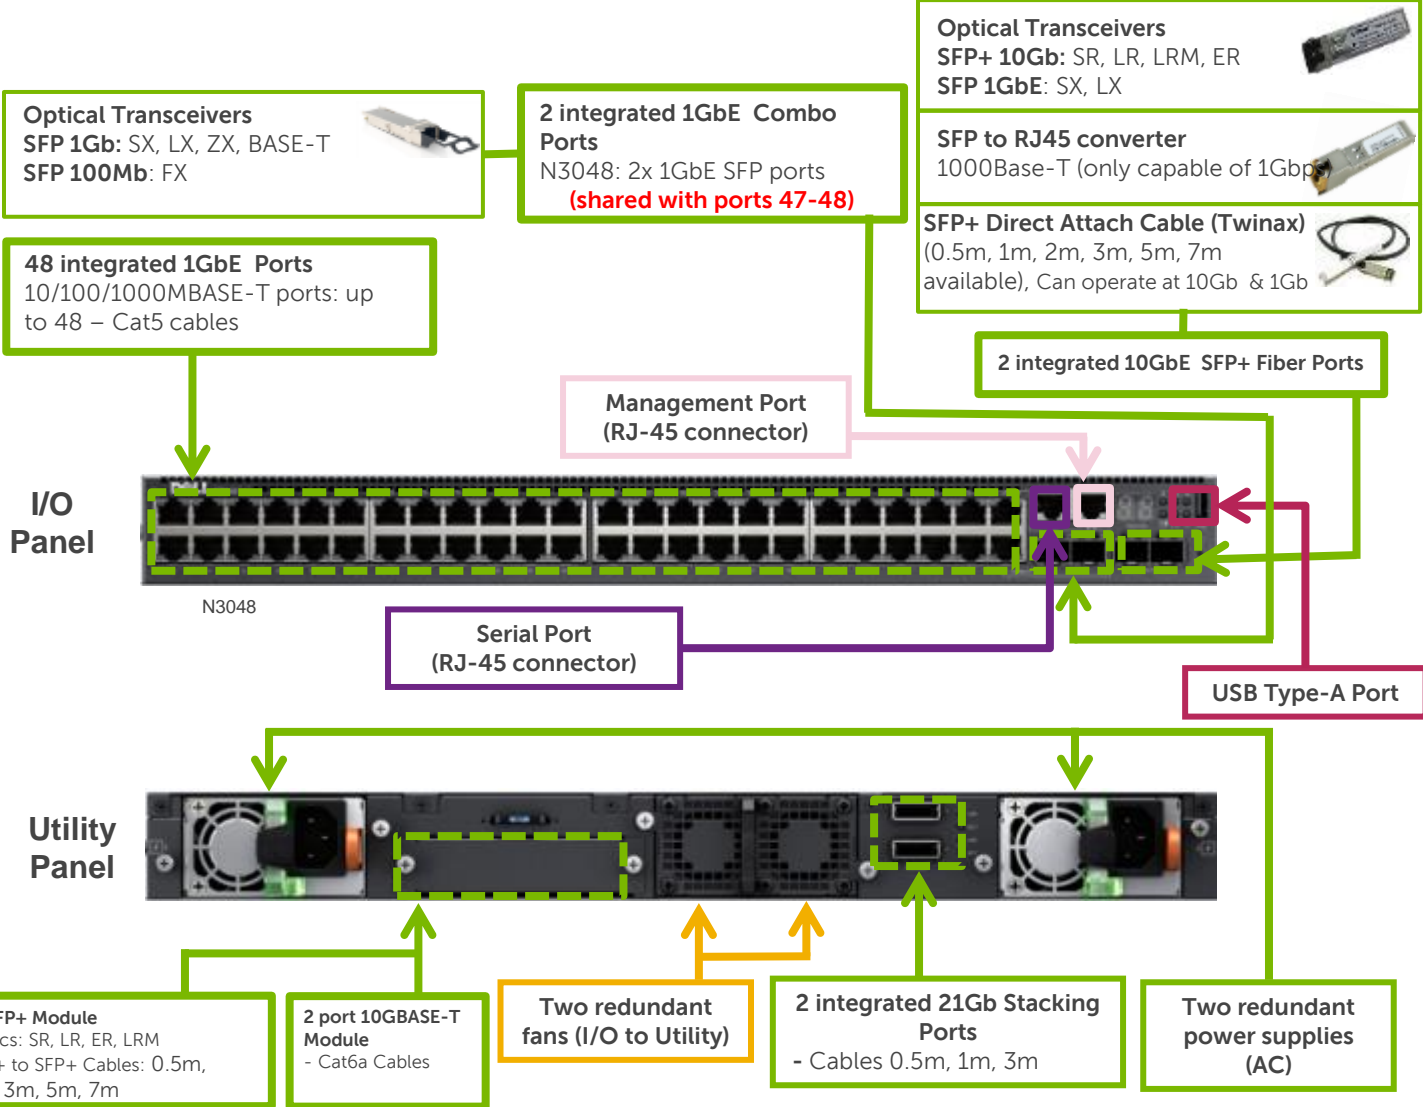 Optical Transceivers
SFP+ 10Gb: SR, LR, LRM, ER
SFP 1GbE: SX, LX
Optical Transceivers
SFP 1Gb: SX, LX, ZX, BASE-T
SFP 100Mb: FX
2 integrated 1GbE Combo
Ports
N3048: 2x 1GbE SFP ports
(shared with ports 47-48)
SFP to RJ45 converter
1000Base-T (only capable of 1Gbp
SFP+ Direct Attach Cable (Twinax)
(0.5m, 1m, 2m, 3m, 5m, 7m
available), Can operate at 10Gb & 1Gb
48 integrated 1GbE Ports
10/100/1000MBASE-T ports: up
to 48 – Cat5 cables
2 integrated 10GbE SFP+ Fiber Ports
Management Port
(RJ-45 connector)
I/O
Panel
N3048
Serial Port
(RJ-45 connector)
USB Type-A Port
Utility
Panel
FP+ Module
cs: SR, LR, ER, LRM
+ to SFP+ Cables: 0.5m,
3m, 5m, 7m
2 port 10GBASE-T
Module
- Cat6a Cables
Two redundant
fans (I/O to Utility)
2 integrated 21Gb Stacking
Ports
- Cables 0.5m, 1m, 3m
Two redundant
power supplies
(AC)